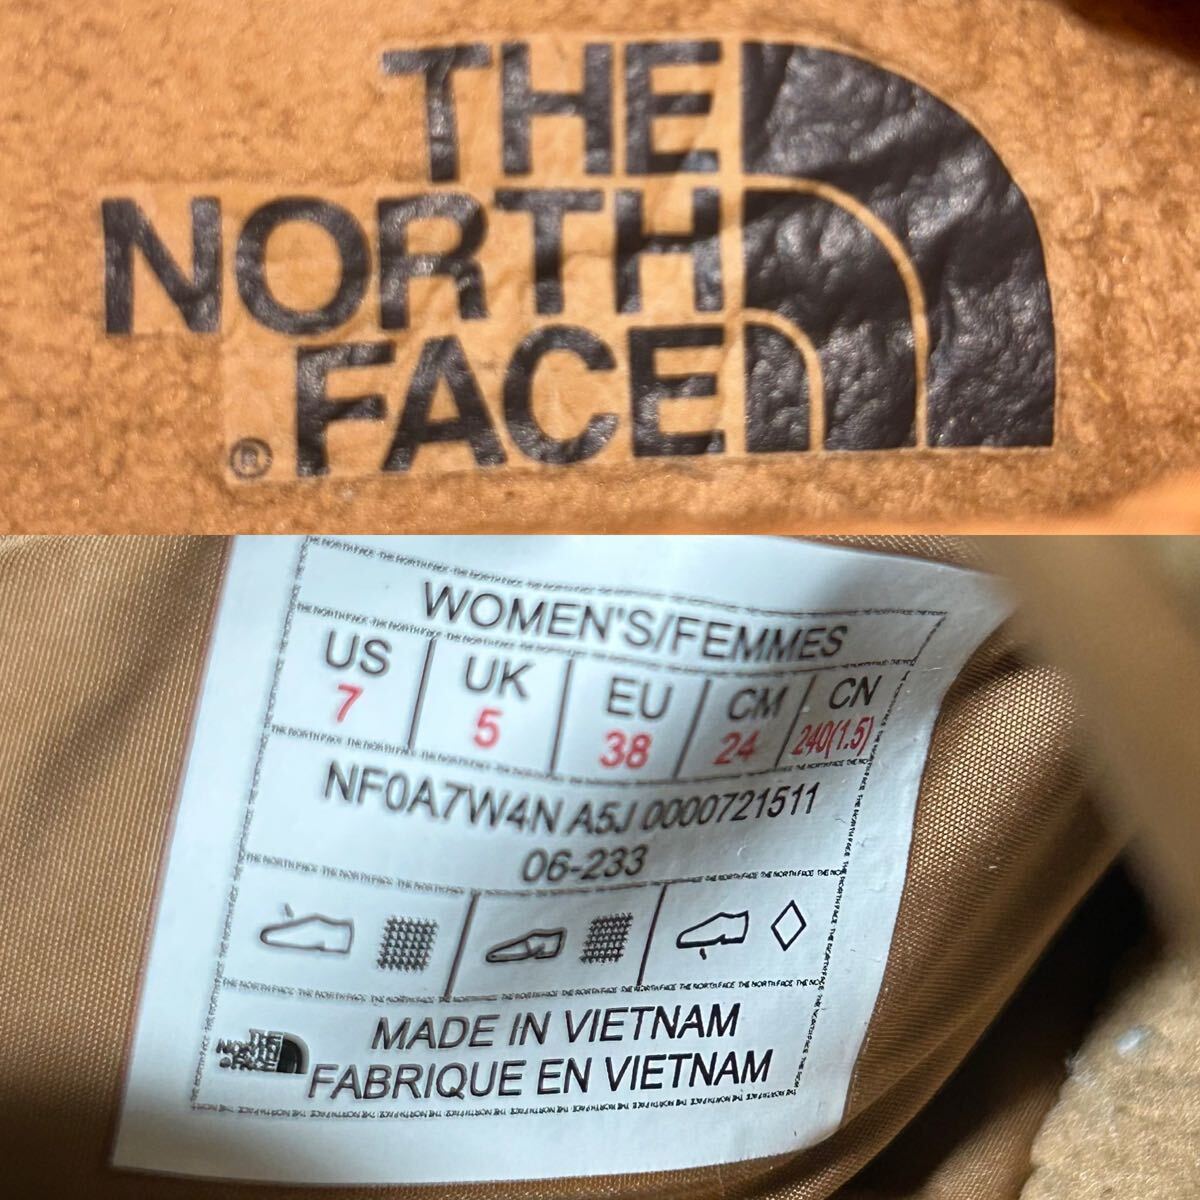 THE
NORTH
FACE
®
WOMEN'S/FEMMES
US UK EU CM CN
7 5 38 24 240(1.5)
NF0A7W4N A5J 0000721511
06-233
MADE IN VIETNAM
FABRIQUE EN VIETNAM
THE
NORTH
FACE